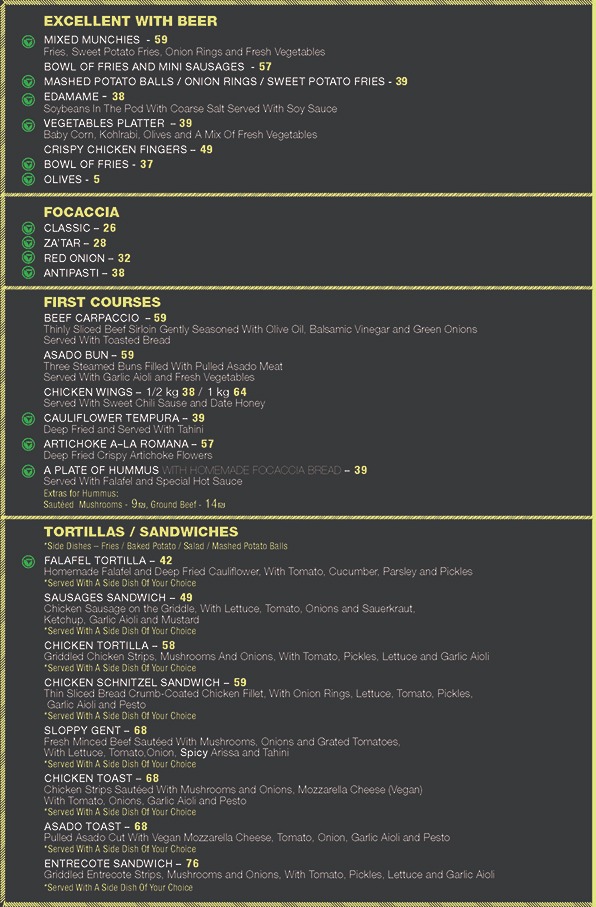 EXCELLENT WITH BEER
MIXED MUNCHIES - 59
Fries, Sweet Potato Fries, Onion Rings and Fresh Vegetables
BOWL OF FRIES AND MINI SAUSAGES - 57
MASHED POTATO BALLS / ONION RINGS / SWEET POTATO FRIES - 39
EDAMAME - 38
Soybeans In The Pod With Coarse Salt Served With Soy Sauce
VEGETABLES PLATTER – 39
Baby Corn, Kohlrabi, Olives and A Mix Of Fresh Vegetables
CRISPY CHICKEN FINGERS – 49
BOWL OF FRIES - 37
OLIVES - 5
FOCACCIA
CLASSIC – 26
ZA'TAR – 28
RED ONION – 32
ANTIPASTI – 38
FIRST COURSES
BEEF CARPACCIO – 59
Thinly Sliced Beef Sirloin Gently Seasoned With Olive Oil, Balsamic Vinegar and Green Onions
Served With Toasted Bread
ASADO BUN – 59
Three Steamed Buns Filled With Pulled Asado Meat
Served With Garlic Aioli and Fresh Vegetables
CHICKEN WINGS – 1/2 kg 38 / 1 kg 64
Served With Sweet Chili Sause and Date Honey
CAULIFLOWER TEMPURA – 39
Deep Fried and Served With Tahini
ARTICHOKE A–LA ROMANA – 57
Deep Fried Crispy Artichoke Flowers
A PLATE OF HUMMUS WITH HOMEMADE FOCACCIA BREAD – 39
Served With Falafel and Special Hot Sauce
Extras for Hummus:
Sautéed Mushrooms - 9₪, Ground Beef - 14₪
TORTILLAS / SANDWICHES
*Side Dishes – Fries / Baked Potato / Salad / Mashed Potato Balls
FALAFEL TORTILLA – 42
Homemade Falafel and Deep Fried Cauliflower, With Tomato, Cucumber, Parsley and Pickles
*Served With A Side Dish Of Your Choice
SAUSAGES SANDWICH – 49
Chicken Sausage on the Griddle, With Lettuce, Tomato, Onions and Sauerkraut,
Ketchup, Garlic Aioli and Mustard
*Served With A Side Dish Of Your Choice
CHICKEN TORTILLA – 58
Griddled Chicken Strips, Mushrooms And Onions, With Tomato, Pickles, Lettuce and Garlic Aioli
*Served With A Side Dish Of Your Choice
CHICKEN SCHNITZEL SANDWICH – 59
Thin Sliced Bread Crumb-Coated Chicken Fillet, With Onion Rings, Lettuce, Tomato, Pickles,
Garlic Aioli and Pesto
*Served With A Side Dish Of Your Choice
SLOPPY GENT – 68
Fresh Minced Beef Sautéed With Mushrooms, Onions and Grated Tomatoes,
With Lettuce, Tomato,Onion, Spicy Arissa and Tahini
*Served With A Side Dish Of Your Choice
CHICKEN TOAST – 68
Chicken Strips Sautéed With Mushrooms and Onions, Mozzarella Cheese (Vegan)
With Tomato, Onions, Garlic Aioli and Pesto
*Served With A Side Dish Of Your Choice
ASADO TOAST – 68
Pulled Asado Cut With Vegan Mozzarella Cheese, Tomato, Onion, Garlic Aioli and Pesto
*Served With A Side Dish Of Your Choice
ENTRECOTE SANDWICH – 76
Griddled Entrecote Strips, Mushrooms and Onions, With Tomato, Pickles, Lettuce and Garlic Aioli
*Served With A Side Dish Of Your Choice